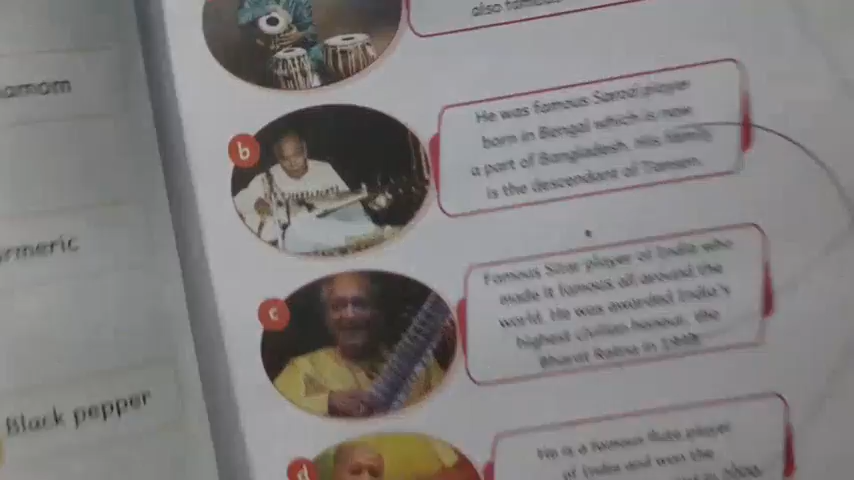 also famous
amom
b
He was famous Sarod player
born in Bengal which is now
a part of Bangladesh. His family
is the descendant of Tansen.
rmeric
c
Famous Sitar player of India who
made it famous all around the
world. He was awarded India's
highest civilian honour, the
Bharat Ratna in
Black pepper
d
He is a famous flute player
of India and won the